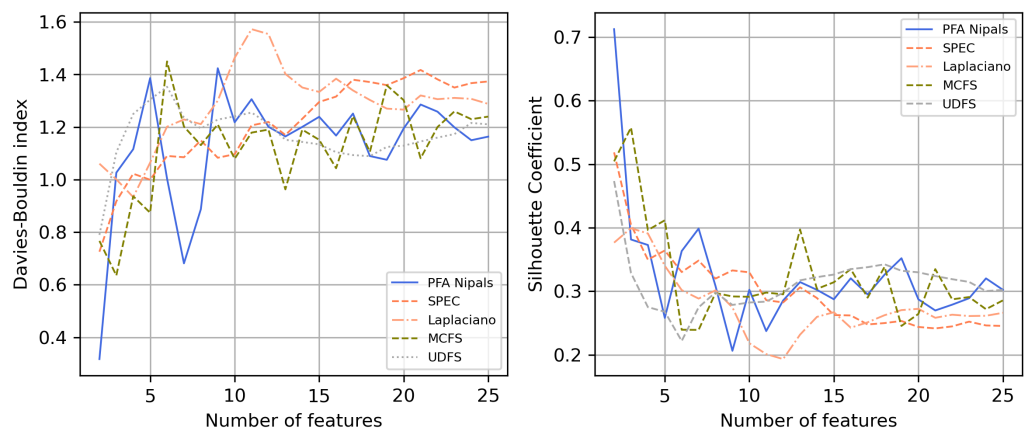 Davies-Bouldin index
1.6
1.4
1.2
1.0
0.8
0.6
0.4
5
10
15
20
25
Number of features
PFA Nipals
SPEC
Laplaciano
MCFS
UDFS
Silhouette Coefficient
0.7
0.6
0.5
0.4
0.3
0.2
5
10
15
20
25
Number of features
PFA Nipals
SPEC
Laplaciano
MCFS
UDFS